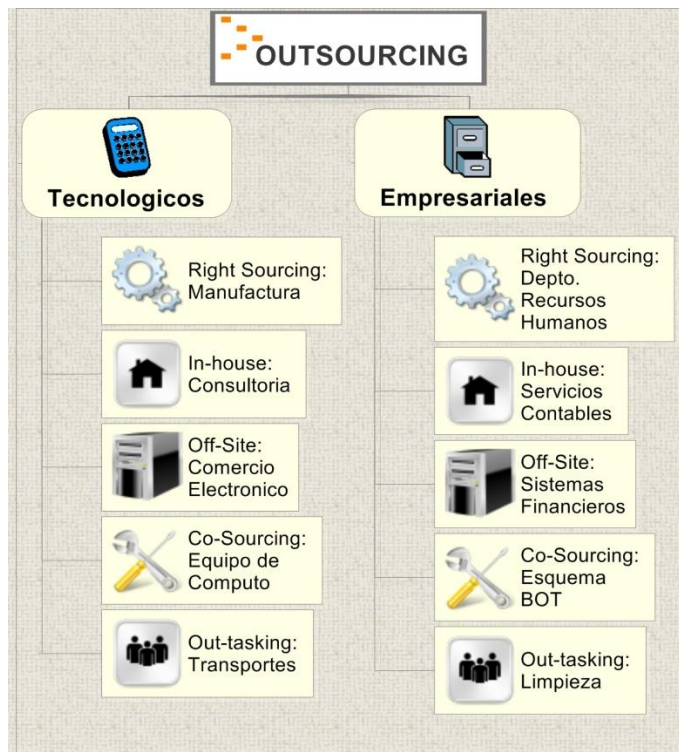 OUTSOURCING
Tecnologicos
Right Sourcing:
Manufactura
In-house:
Consultoria
Off-Site:
Comercio
Electronico
Co-Sourcing:
Equipo de
Computo
Out-tasking:
Transportes
Empresariales
Right Sourcing:
Depto.
Recursos
Humanos
In-house:
Servicios
Contables
Off-Site:
Sistemas
Financieros
Co-Sourcing:
Esquema
BOT
Out-tasking:
Limpieza